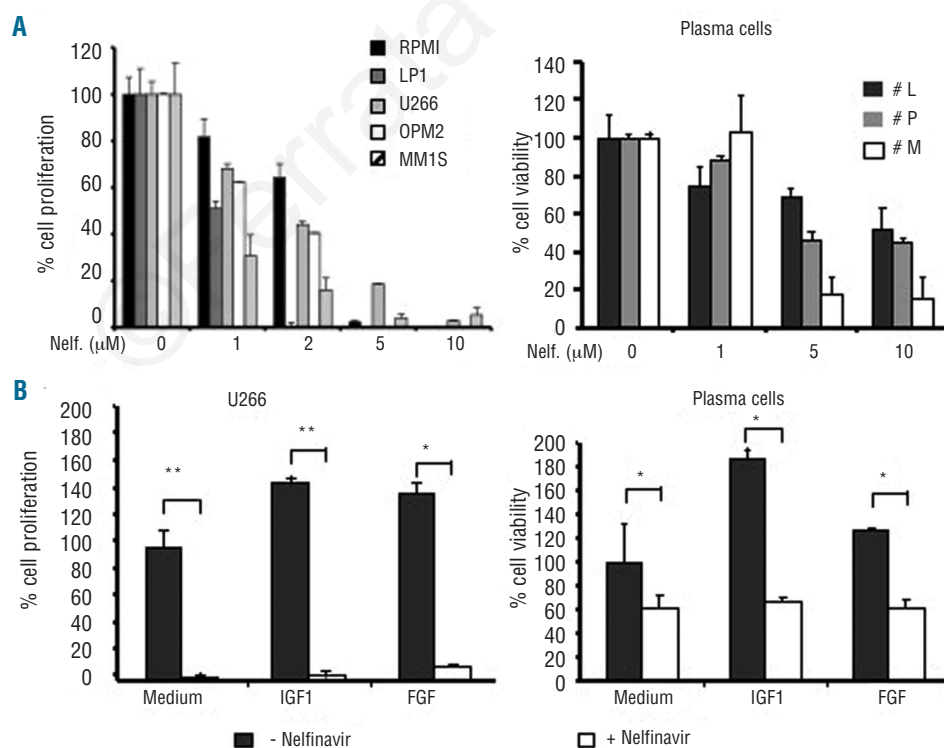 A
Plasma cells
% cell proliferation
120
100
80
60
40
20
0
RPMI
LP1
U266
OPM2
MM1S
Nelf. (μM) 0 1 2 5 10
% cell viability
140
120
100
80
60
40
20
0
# L
# P
# M
Nelf. (μM) 0 1 5 10
B
U266
% cell proliferation
200
180
160
140
120
100
80
60
40
20
0
** ** *
Medium IGF1 FGF
Plasma cells
% cell viability
200
180
160
140
120
100
80
60
40
20
0
* * *
Medium IGF1 FGF
- Nelfinavir + Nelfinavir